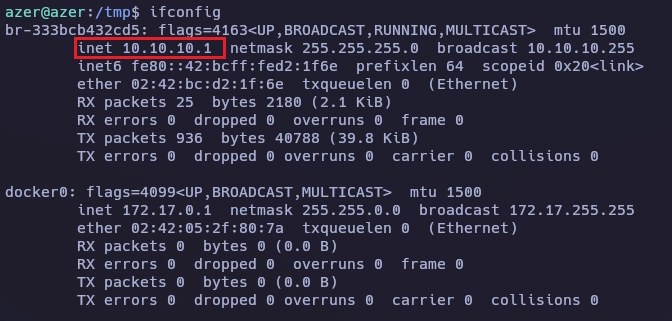 azer@azer:/tmp$ ifconfig
br-333bcb432cd5: flags=4163<UP,BROADCAST,RUNNING,MULTICAST>  mtu 1500
        inet 10.10.10.1  netmask 255.255.255.0  broadcast 10.10.10.255
        inet6 fe80::42:bcff:fed2:1f6e  prefixlen 64  scopeid 0x20<link>
        ether 02:42:bc:d2:1f:6e  txqueuelen 0  (Ethernet)
        RX packets 25  bytes 2180 (2.1 KiB)
        RX errors 0  dropped 0  overruns 0  frame 0
        TX packets 936  bytes 40788 (39.8 KiB)
        TX errors 0  dropped 0 overruns 0  carrier 0  collisions 0

docker0: flags=4099<UP,BROADCAST,MULTICAST>  mtu 1500
        inet 172.17.0.1  netmask 255.255.0.0  broadcast 172.17.255.255
        ether 02:42:05:2f:80:7a  txqueuelen 0  (Ethernet)
        RX packets 0  bytes 0 (0.0 B)
        RX errors 0  dropped 0  overruns 0  frame 0
        TX packets 0  bytes 0 (0.0 B)
        TX errors 0  dropped 0 overruns 0  carrier 0  collisions 0